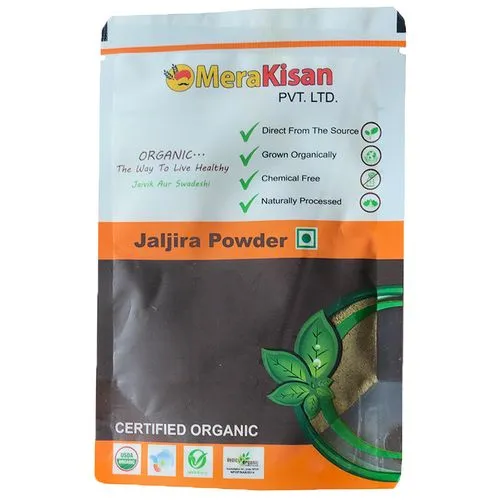 MeraKisan
PVT. LTD.
Direct From The Source
Grown Organically
Chemical Free
Naturally Processed
ORGANIC...
The Way To Live Healthy
Jaivik Aur Swadeshi
Jaljira Powder
CERTIFIED ORGANIC
USDA
ORGANIC